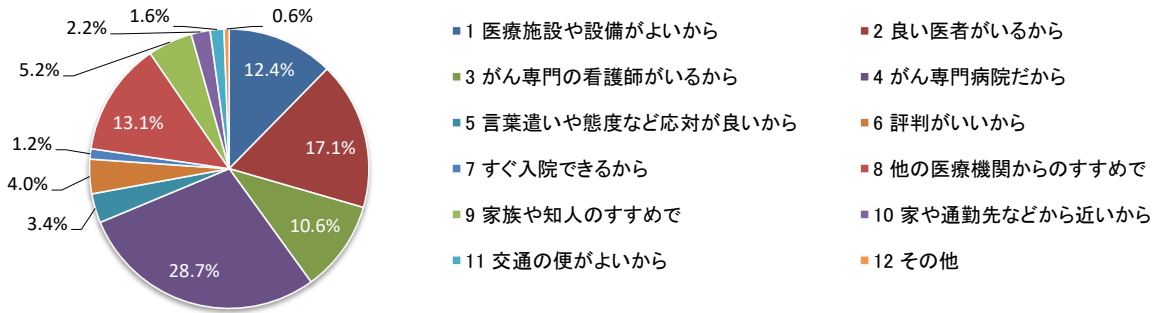 1.6%
0.6%
2.2%
5.2%
12.4%
13.1%
17.1%
1.2%
4.0%
3.4%
10.6%
28.7%
1 医療施設や設備がよいから
2 良い医者がいるから
3 がん専門の看護師がいるから
4 がん専門病院だから
5 言葉遣いや態度など応対が良いから
6 評判がいいから
7 すぐ入院できるから
8 他の医療機関からのすすめで
9 家族や知人のすすめで
10 家や通勤先などから近いから
11 交通の便がよいから
12 その他